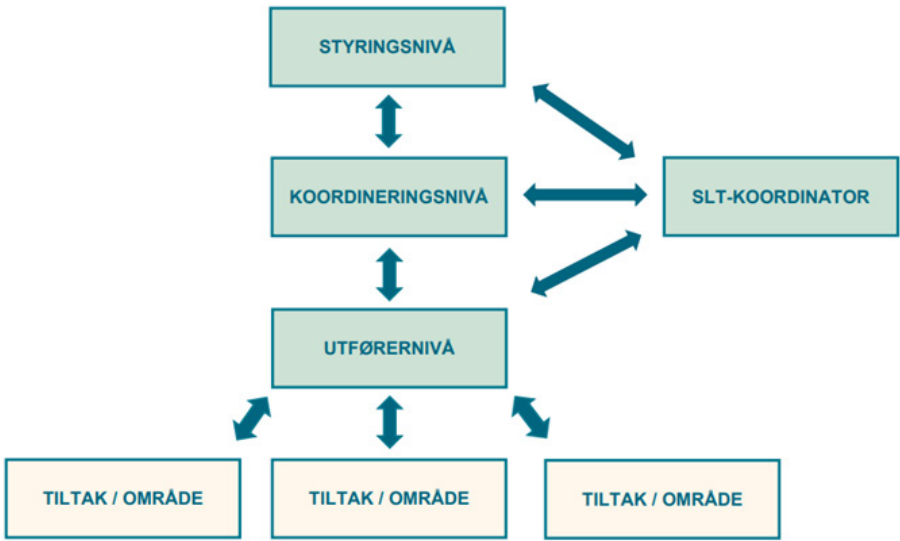 STYRINGSNIVÅ
KOORDINERINGSNIVÅ
SLT-KOORDINATOR
UTFØRERNIVÅ
TILTAK / OMRÅDE
TILTAK / OMRÅDE
TILTAK / OMRÅDE